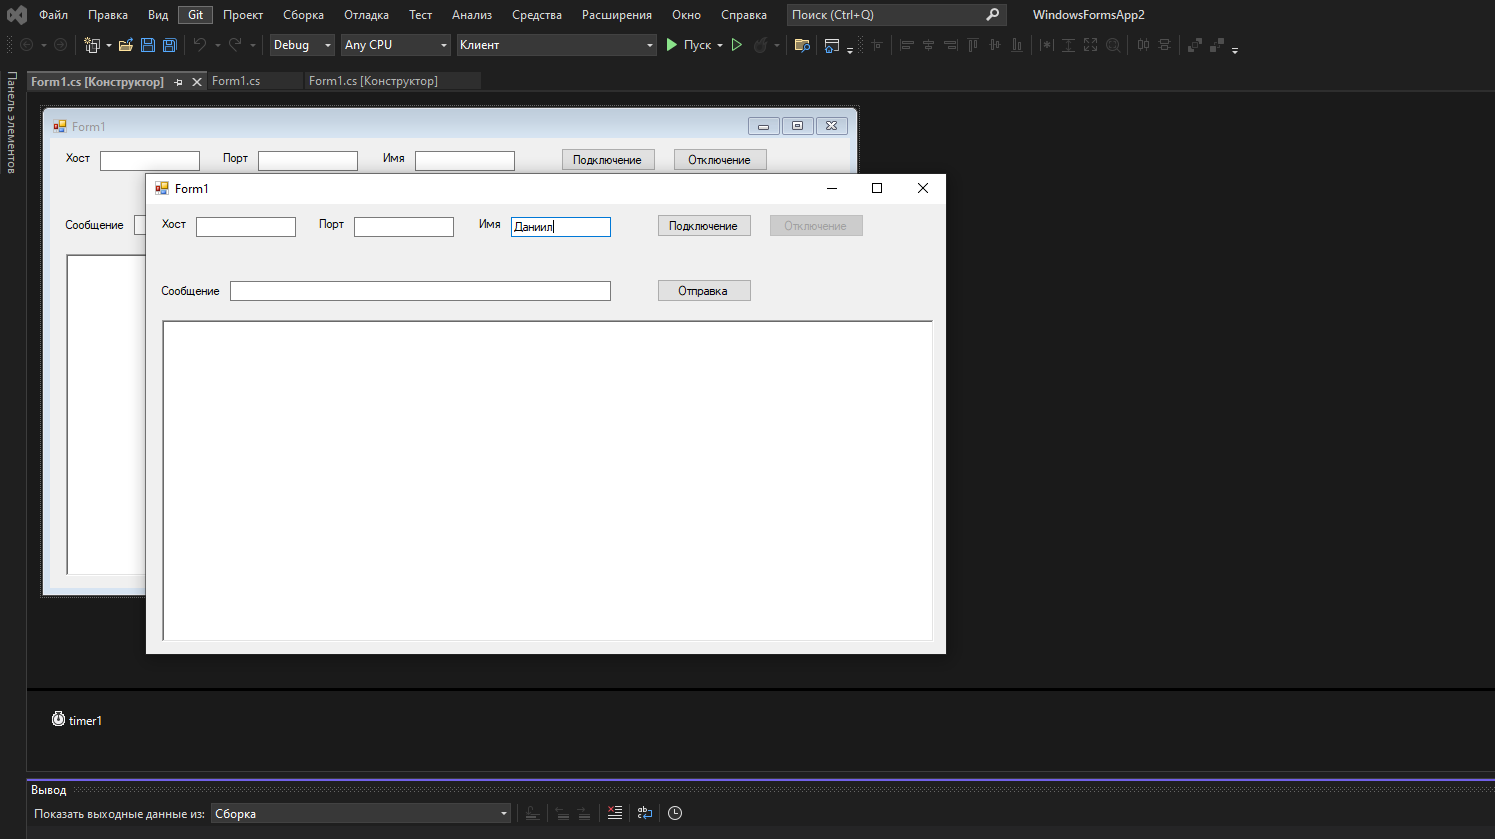 Файл Правка Вид Git Проект Сборка Отладка Тест Анализ Средства Расширения Окно Справка Поиск (Ctrl+Q) WindowsFormsApp2
Debug Any CPU Клиент Пуск
Панель элементов
Form1.cs [Конструктор] Form1.cs Form1.cs [Конструктор]
Form1
Хост Порт Имя Подключение Отключение
Сообщение
Form1
Хост Порт Имя Даниил Подключение Отключение
Сообщение Отправка
timer1
Вывод
Показать выходные данные из: Сборка